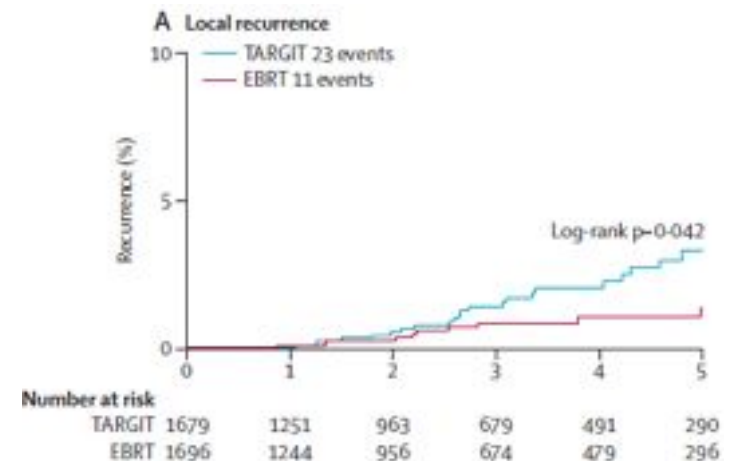 A Local recurrence
10
TARGIT 23 events
EBRT 11 events
Recurrence (%)
5
Log-rank p=0·042
0
0 1 2 3 4 5
Number at risk
TARGIT 1679 1251 963 679 491 290
EBRT 1696 1244 956 674 479 296